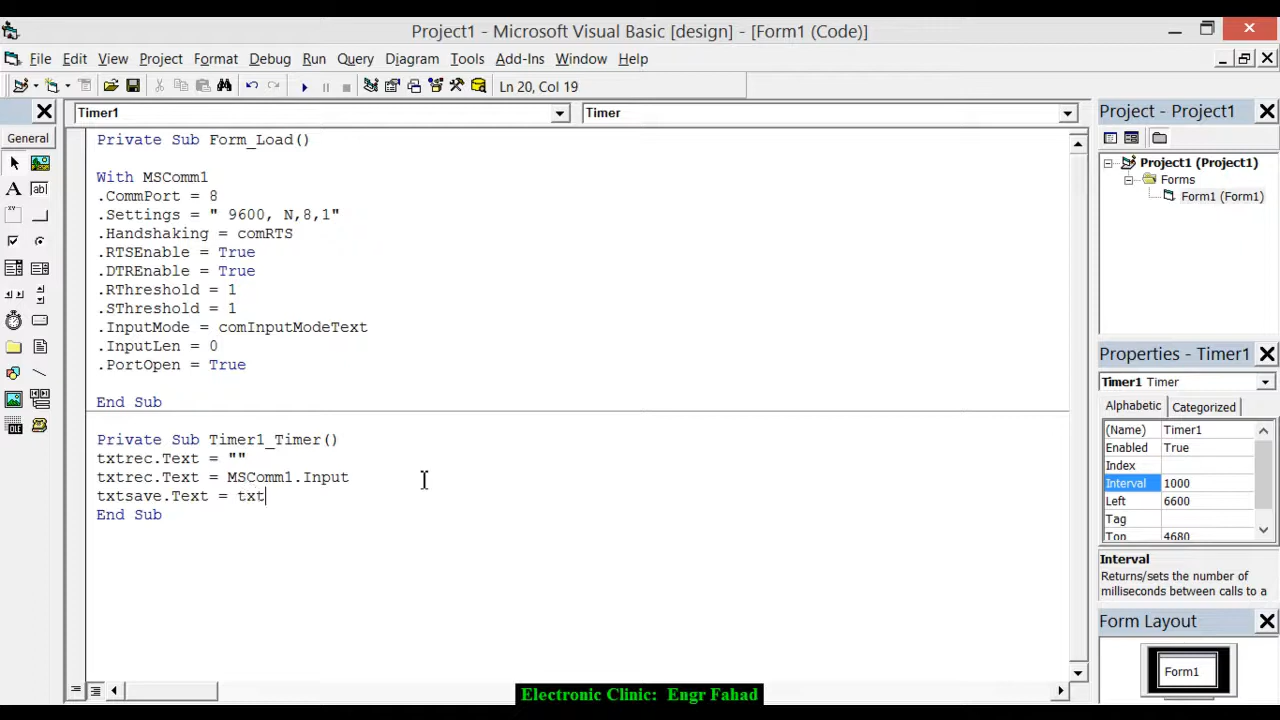 Project1 - Microsoft Visual Basic [design] - [Form1 (Code)]
File Edit View Project Format Debug Run Query Diagram Tools Add-Ins Window Help
Ln 20, Col 19
General
Timer1
Timer
Private Sub Form_Load()
With MSComm1
.CommPort = 8
.Settings = " 9600, N,8,1"
.Handshaking = comRTS
.RTSEnable = True
.DTREnable = True
.RThreshold = 1
.SThreshold = 1
.InputMode = comInputModeText
.InputLen = 0
.PortOpen = True
End Sub
Private Sub Timer1_Timer()
txtrec.Text = ""
txtrec.Text = MSComm1.Input
txtsave.Text = txt
End Sub
Project - Project1
Project1 (Project1)
Forms
Form1 (Form1)
Properties - Timer1
Timer1 Timer
Alphabetic Categorized
(Name) Timer1
Enabled True
Index
Interval 1000
Left 6600
Tag
Top 4680
Interval
Returns/sets the number of
milliseconds between calls to a
Form Layout
Form1
Electronic Clinic: Engr Fahad